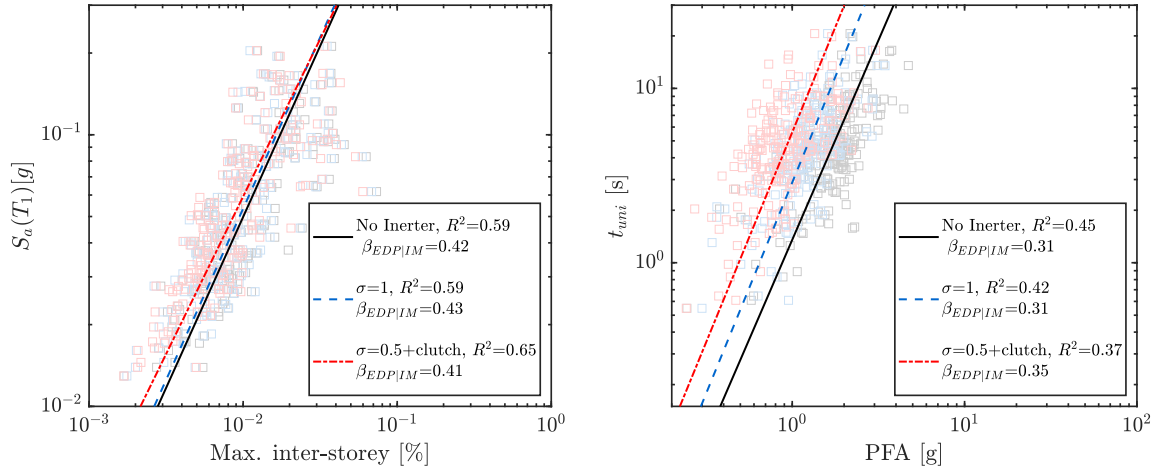 S_a(T_1)[g]
10^{-1}
10^{-2}
10^{-3}
10^{-2}
10^{-1}
10^0
Max. inter-storey [%]
No Inerter, R^2=0.59
β_{EDP|IM}=0.42
σ=1, R^2=0.59
β_{EDP|IM}=0.43
σ=0.5+clutch, R^2=0.65
β_{EDP|IM}=0.41
t_{uni} [s]
10^1
10^0
10^0
10^1
10^2
PFA [g]
No Inerter, R^2=0.45
β_{EDP|IM}=0.31
σ=1, R^2=0.42
β_{EDP|IM}=0.31
σ=0.5+clutch, R^2=0.37
β_{EDP|IM}=0.35